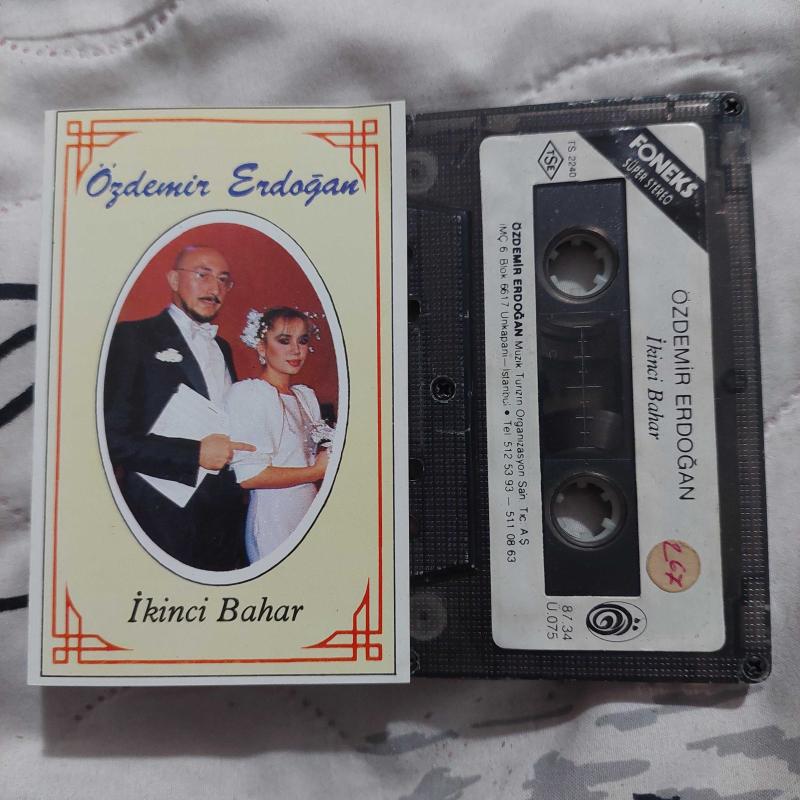 Özdemir Erdoğan
İkinci Bahar
FONEKS
SÜPER STEREO
TSE
TS 2240
ÖZDEMİR ERDOĞAN
İkinci Bahar
ÖZDEMİR ERDOĞAN Müzik Turizm Organizasyon San. Tic. A.Ş
İMÇ 6. Blok 6617 Unkapanı-İstanbul • Tel 512 53 93 - 511 08 63
267
87.34
Ü.075